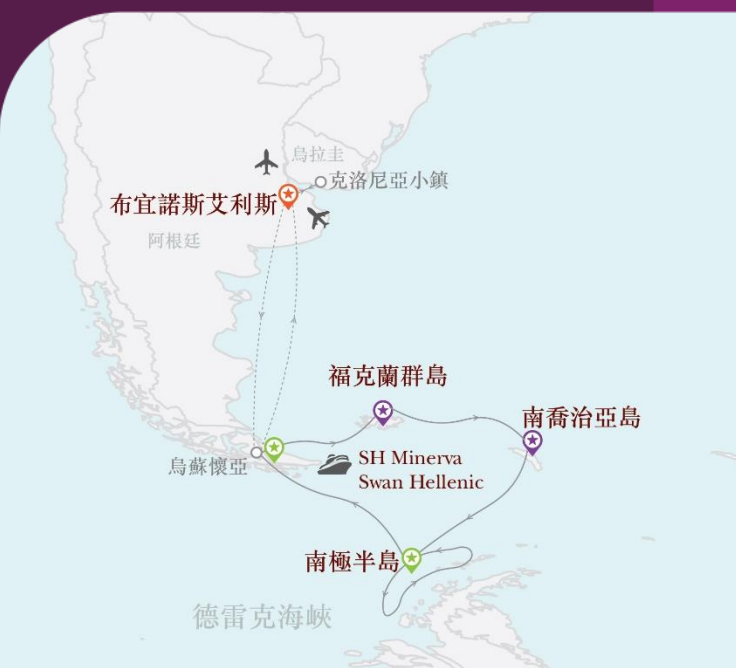 烏拉圭
克洛尼亞小鎮
布宜諾斯艾利斯
阿根廷
福克蘭群島
南喬治亞島
烏蘇懷亞
SH Minerva
Swan Hellenic
南極半島
德雷克海峽